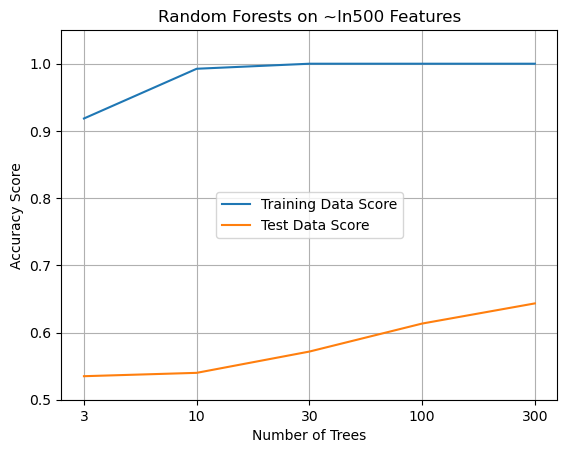 Random Forests on ~ln500 Features
1.0
0.9
0.8
0.7
0.6
0.5
Accuracy Score
Training Data Score
Test Data Score
3 10 30 100 300
Number of Trees